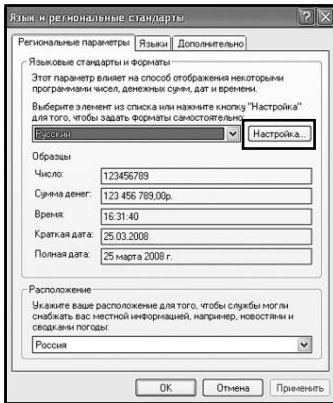 Язык и региональные стандарты
Региональные параметры Языки Дополнительно
Языковые стандарты и форматы
Этот параметр влияет на способ отображения некоторыми
программами чисел, денежных сумм, дат и времени.
Выберите элемент из списка или нажмите кнопку "Настройка"
для того, чтобы задать форматы самостоятельно:
Русский Настройка...
Образцы
Число: 123456789
Сумма денег: 123 456 789,00р.
Время: 16:31:40
Краткая дата: 25.03.2008
Полная дата: 25 марта 2008 г.
Расположение
Укажите ваше расположение для того, чтобы службы могли
снабжать вас местной информацией, например, новостями и
сводками погоды:
Россия
OK Отмена Применить